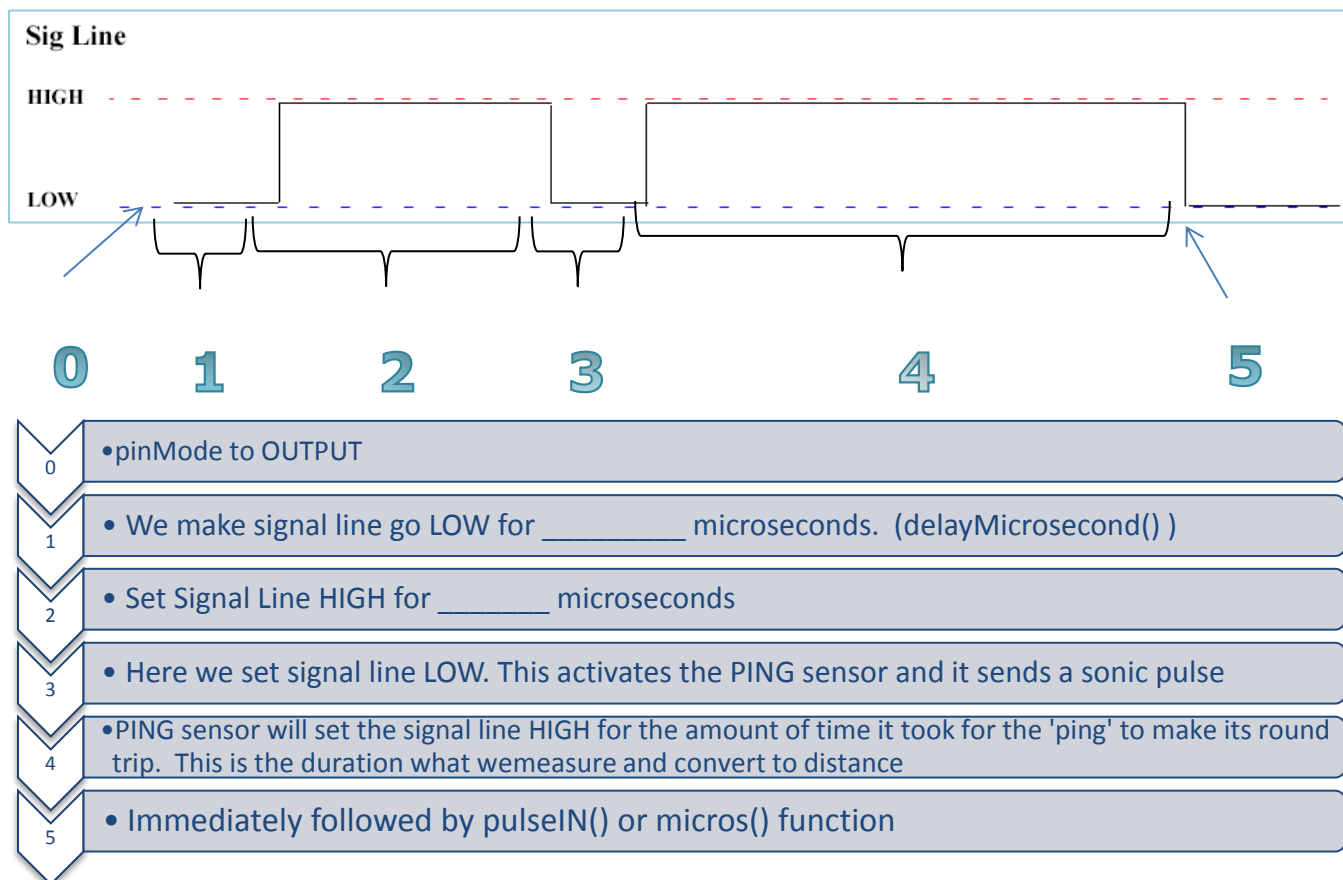 Sig Line
HIGH
LOW
0 1 2 3 4 5
0
•pinMode to OUTPUT
1
• We make signal line go LOW for _________ microseconds. (delayMicrosecond() )
2
• Set Signal Line HIGH for _______ microseconds
3
• Here we set signal line LOW. This activates the PING sensor and it sends a sonic pulse
4
•PING sensor will set the signal line HIGH for the amount of time it took for the 'ping' to make its round
trip. This is the duration what wemeasure and convert to distance
5
• Immediately followed by pulseIN() or micros() function